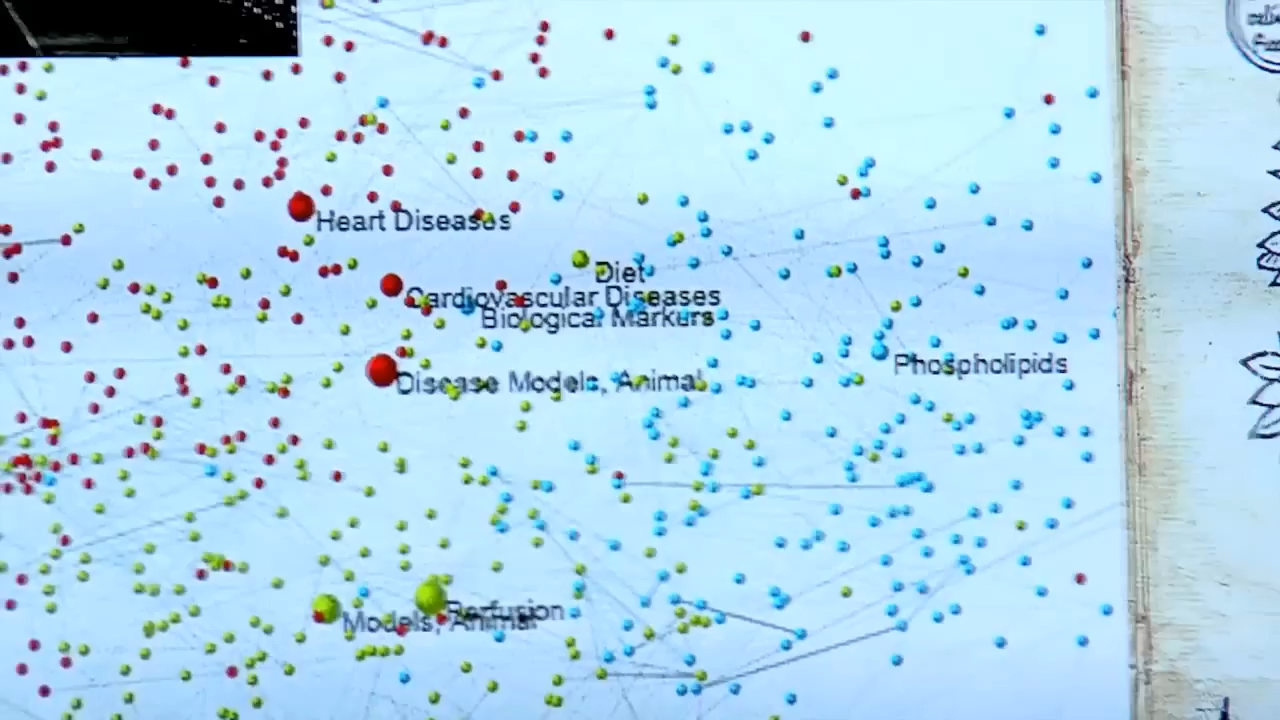 Heart Diseases
Diet
Cardiovascular Diseases
Biological Markers
Phospholipids
Disease Models, Animal
Perfusion
Models, Animal